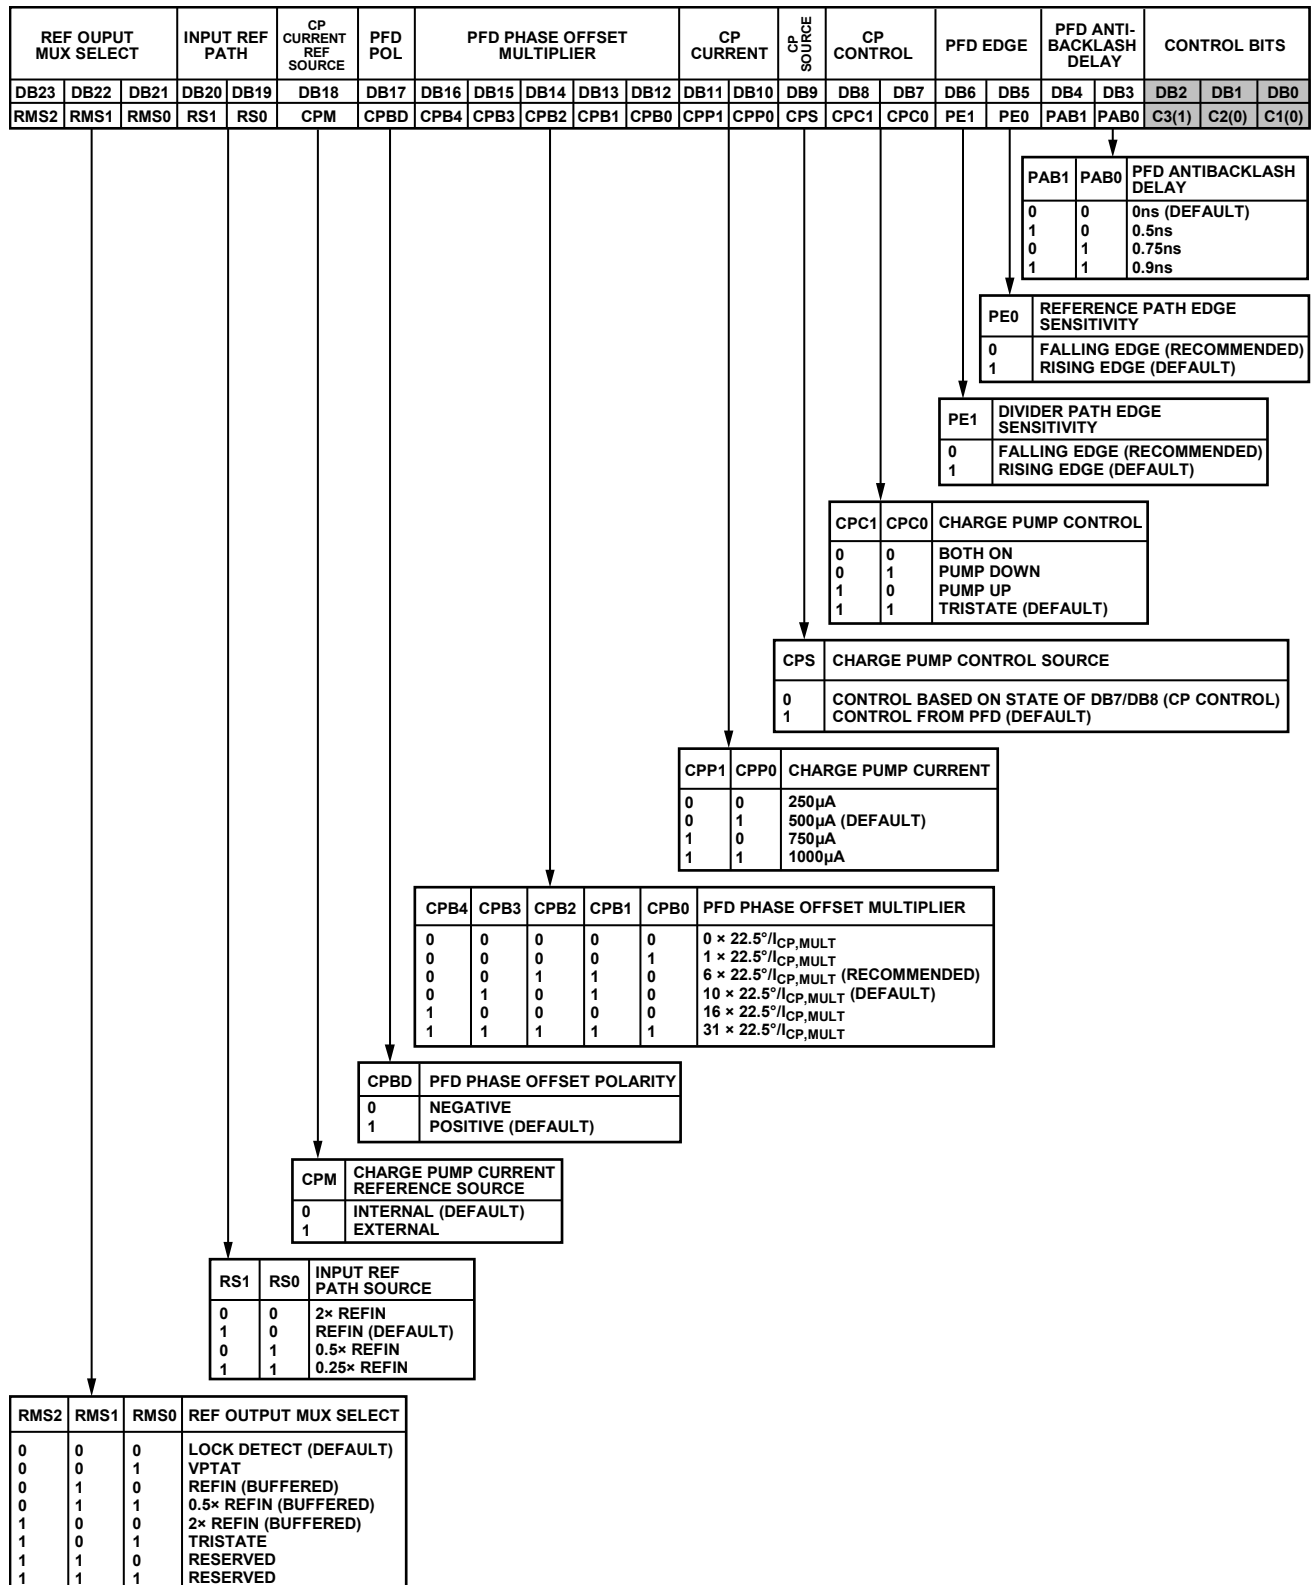 REF OUPUT MUX SELECT
INPUT REF PATH
CP CURRENT REF SOURCE
PFD POL
PFD PHASE OFFSET MULTIPLIER
CP CURRENT
CP SOURCE
CP CONTROL
PFD EDGE
PFD ANTI-BACKLASH DELAY
CONTROL BITS
DB23 DB22 DB21 DB20 DB19 DB18 DB17 DB16 DB15 DB14 DB13 DB12 DB11 DB10 DB9 DB8 DB7 DB6 DB5 DB4 DB3 DB2 DB1 DB0
RMS2 RMS1 RMS0 RS1 RS0 CPM CPBD CPB4 CPB3 CPB2 CPB1 CPB0 CPP1 CPP0 CPS CPC1 CPC0 PE1 PE0 PAB1 PAB0 C3(1) C2(0) C1(0)
PAB1 PAB0 PFD ANTIBACKLASH DELAY
0 0 0ns (DEFAULT)
1 0 0.5ns
0 1 0.75ns
1 1 0.9ns
PE0 REFERENCE PATH EDGE SENSITIVITY
0 FALLING EDGE (RECOMMENDED)
1 RISING EDGE (DEFAULT)
PE1 DIVIDER PATH EDGE SENSITIVITY
0 FALLING EDGE (RECOMMENDED)
1 RISING EDGE (DEFAULT)
CPC1 CPC0 CHARGE PUMP CONTROL
0 0 BOTH ON
0 1 PUMP DOWN
1 0 PUMP UP
1 1 TRISTATE (DEFAULT)
CPS CHARGE PUMP CONTROL SOURCE
0 CONTROL BASED ON STATE OF DB7/DB8 (CP CONTROL)
1 CONTROL FROM PFD (DEFAULT)
CPP1 CPP0 CHARGE PUMP CURRENT
0 0 250µA
0 1 500µA (DEFAULT)
1 0 750µA
1 1 1000µA
CPB4 CPB3 CPB2 CPB1 CPB0 PFD PHASE OFFSET MULTIPLIER
0 0 0 0 0 0 × 22.5°/ICP,MULT
0 0 0 0 1 1 × 22.5°/ICP,MULT
0 0 1 1 0 6 × 22.5°/ICP,MULT (RECOMMENDED)
0 1 0 1 0 10 × 22.5°/ICP,MULT (DEFAULT)
1 0 0 0 0 16 × 22.5°/ICP,MULT
1 1 1 1 1 31 × 22.5°/ICP,MULT
CPBD PFD PHASE OFFSET POLARITY
0 NEGATIVE
1 POSITIVE (DEFAULT)
CPM CHARGE PUMP CURRENT REFERENCE SOURCE
0 INTERNAL (DEFAULT)
1 EXTERNAL
RS1 RS0 INPUT REF PATH SOURCE
0 0 2× REFIN
1 0 REFIN (DEFAULT)
0 1 0.5× REFIN
1 1 0.25× REFIN
RMS2 RMS1 RMS0 REF OUTPUT MUX SELECT
0 0 0 LOCK DETECT (DEFAULT)
0 0 1 VPTAT
0 1 0 REFIN (BUFFERED)
0 1 1 0.5× REFIN (BUFFERED)
1 0 0 2× REFIN (BUFFERED)
1 0 1 TRISTATE
1 1 0 RESERVED
1 1 1 RESERVED